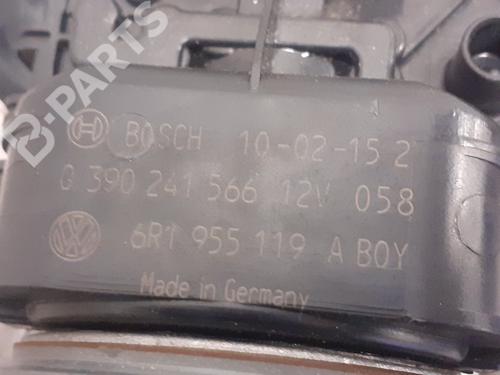 B-PARTS
BOSCH 10-02-15 2
0 390 241 566 12V 058
6R1 955 119 A BOY
Made in Germany